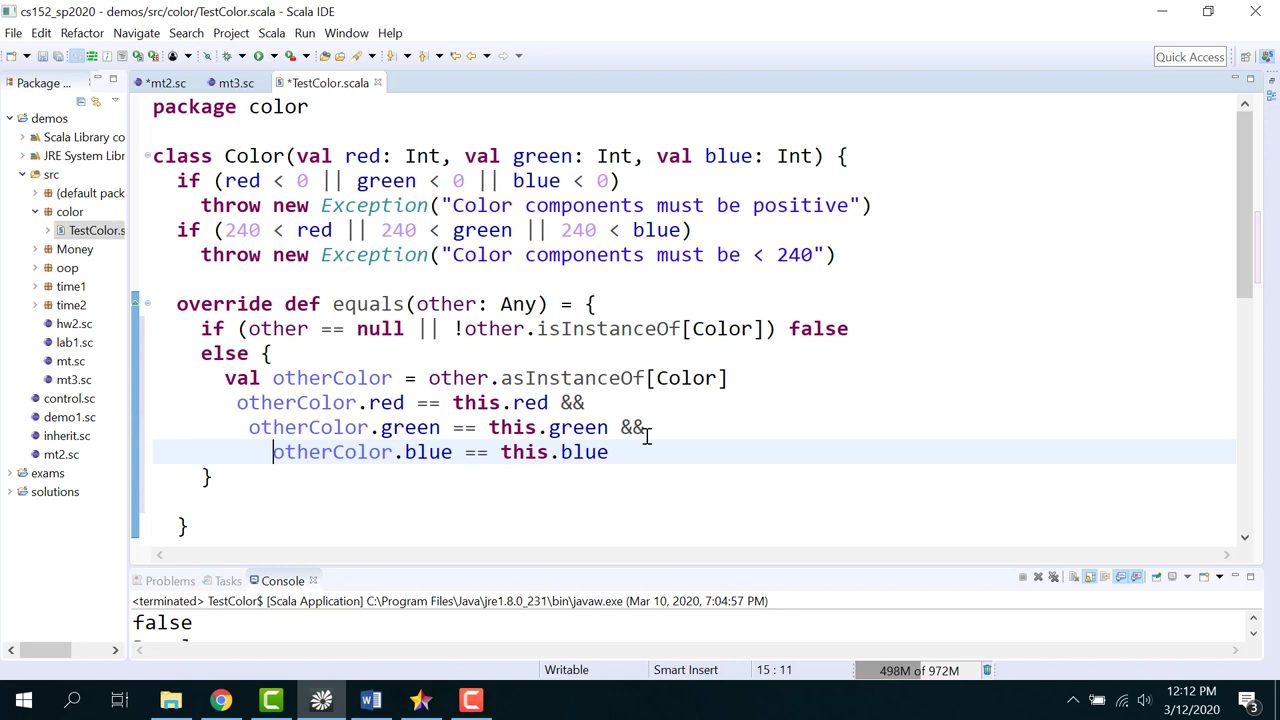 cs152_sp2020 - demos/src/color/TestColor.scala - Scala IDE
File Edit Refactor Navigate Search Project Scala Run Window Help
Quick Access
Package ...
*mt2.sc mt3.sc *TestColor.scala
demos
Scala Library co
JRE System Libr
src
(default pack
color
TestColor.s
Money
oop
time1
time2
hw2.sc
lab1.sc
mt.sc
mt3.sc
control.sc
demo1.sc
inherit.sc
mt2.sc
exams
solutions
package color
class Color(val red: Int, val green: Int, val blue: Int) {
if (red < 0 || green < 0 || blue < 0)
throw new Exception("Color components must be positive")
if (240 < red || 240 < green || 240 < blue)
throw new Exception("Color components must be < 240")
override def equals(other: Any) = {
if (other == null || !other.isInstanceOf[Color]) false
else {
val otherColor = other.asInstanceOf[Color]
otherColor.red == this.red &&
otherColor.green == this.green &&
otherColor.blue == this.blue
}
}
Problems Tasks Console
<terminated> TestColor$ [Scala Application] C:\Program Files\Java\jre1.8.0_231\bin\javaw.exe (Mar 10, 2020, 7:04:57 PM)
false
Writable Smart Insert 15 : 11 498M of 972M
12:12 PM
3/12/2020
3